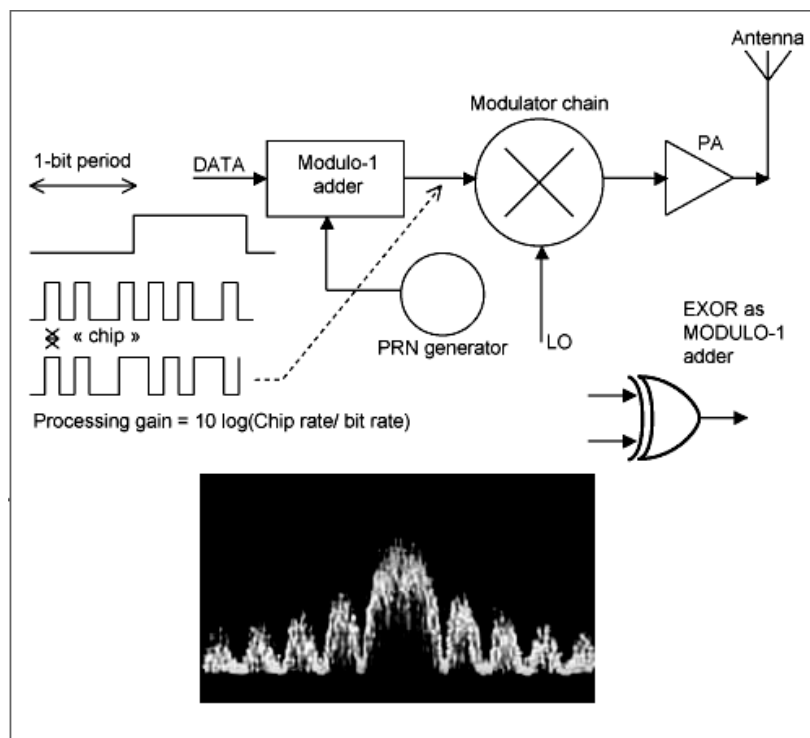 Antenna
Modulator chain
PA
1-bit period
DATA
Modulo-1
adder
PRN generator
LO
EXOR as
MODULO-1
adder
« chip »
Processing gain = 10 log(Chip rate/ bit rate)